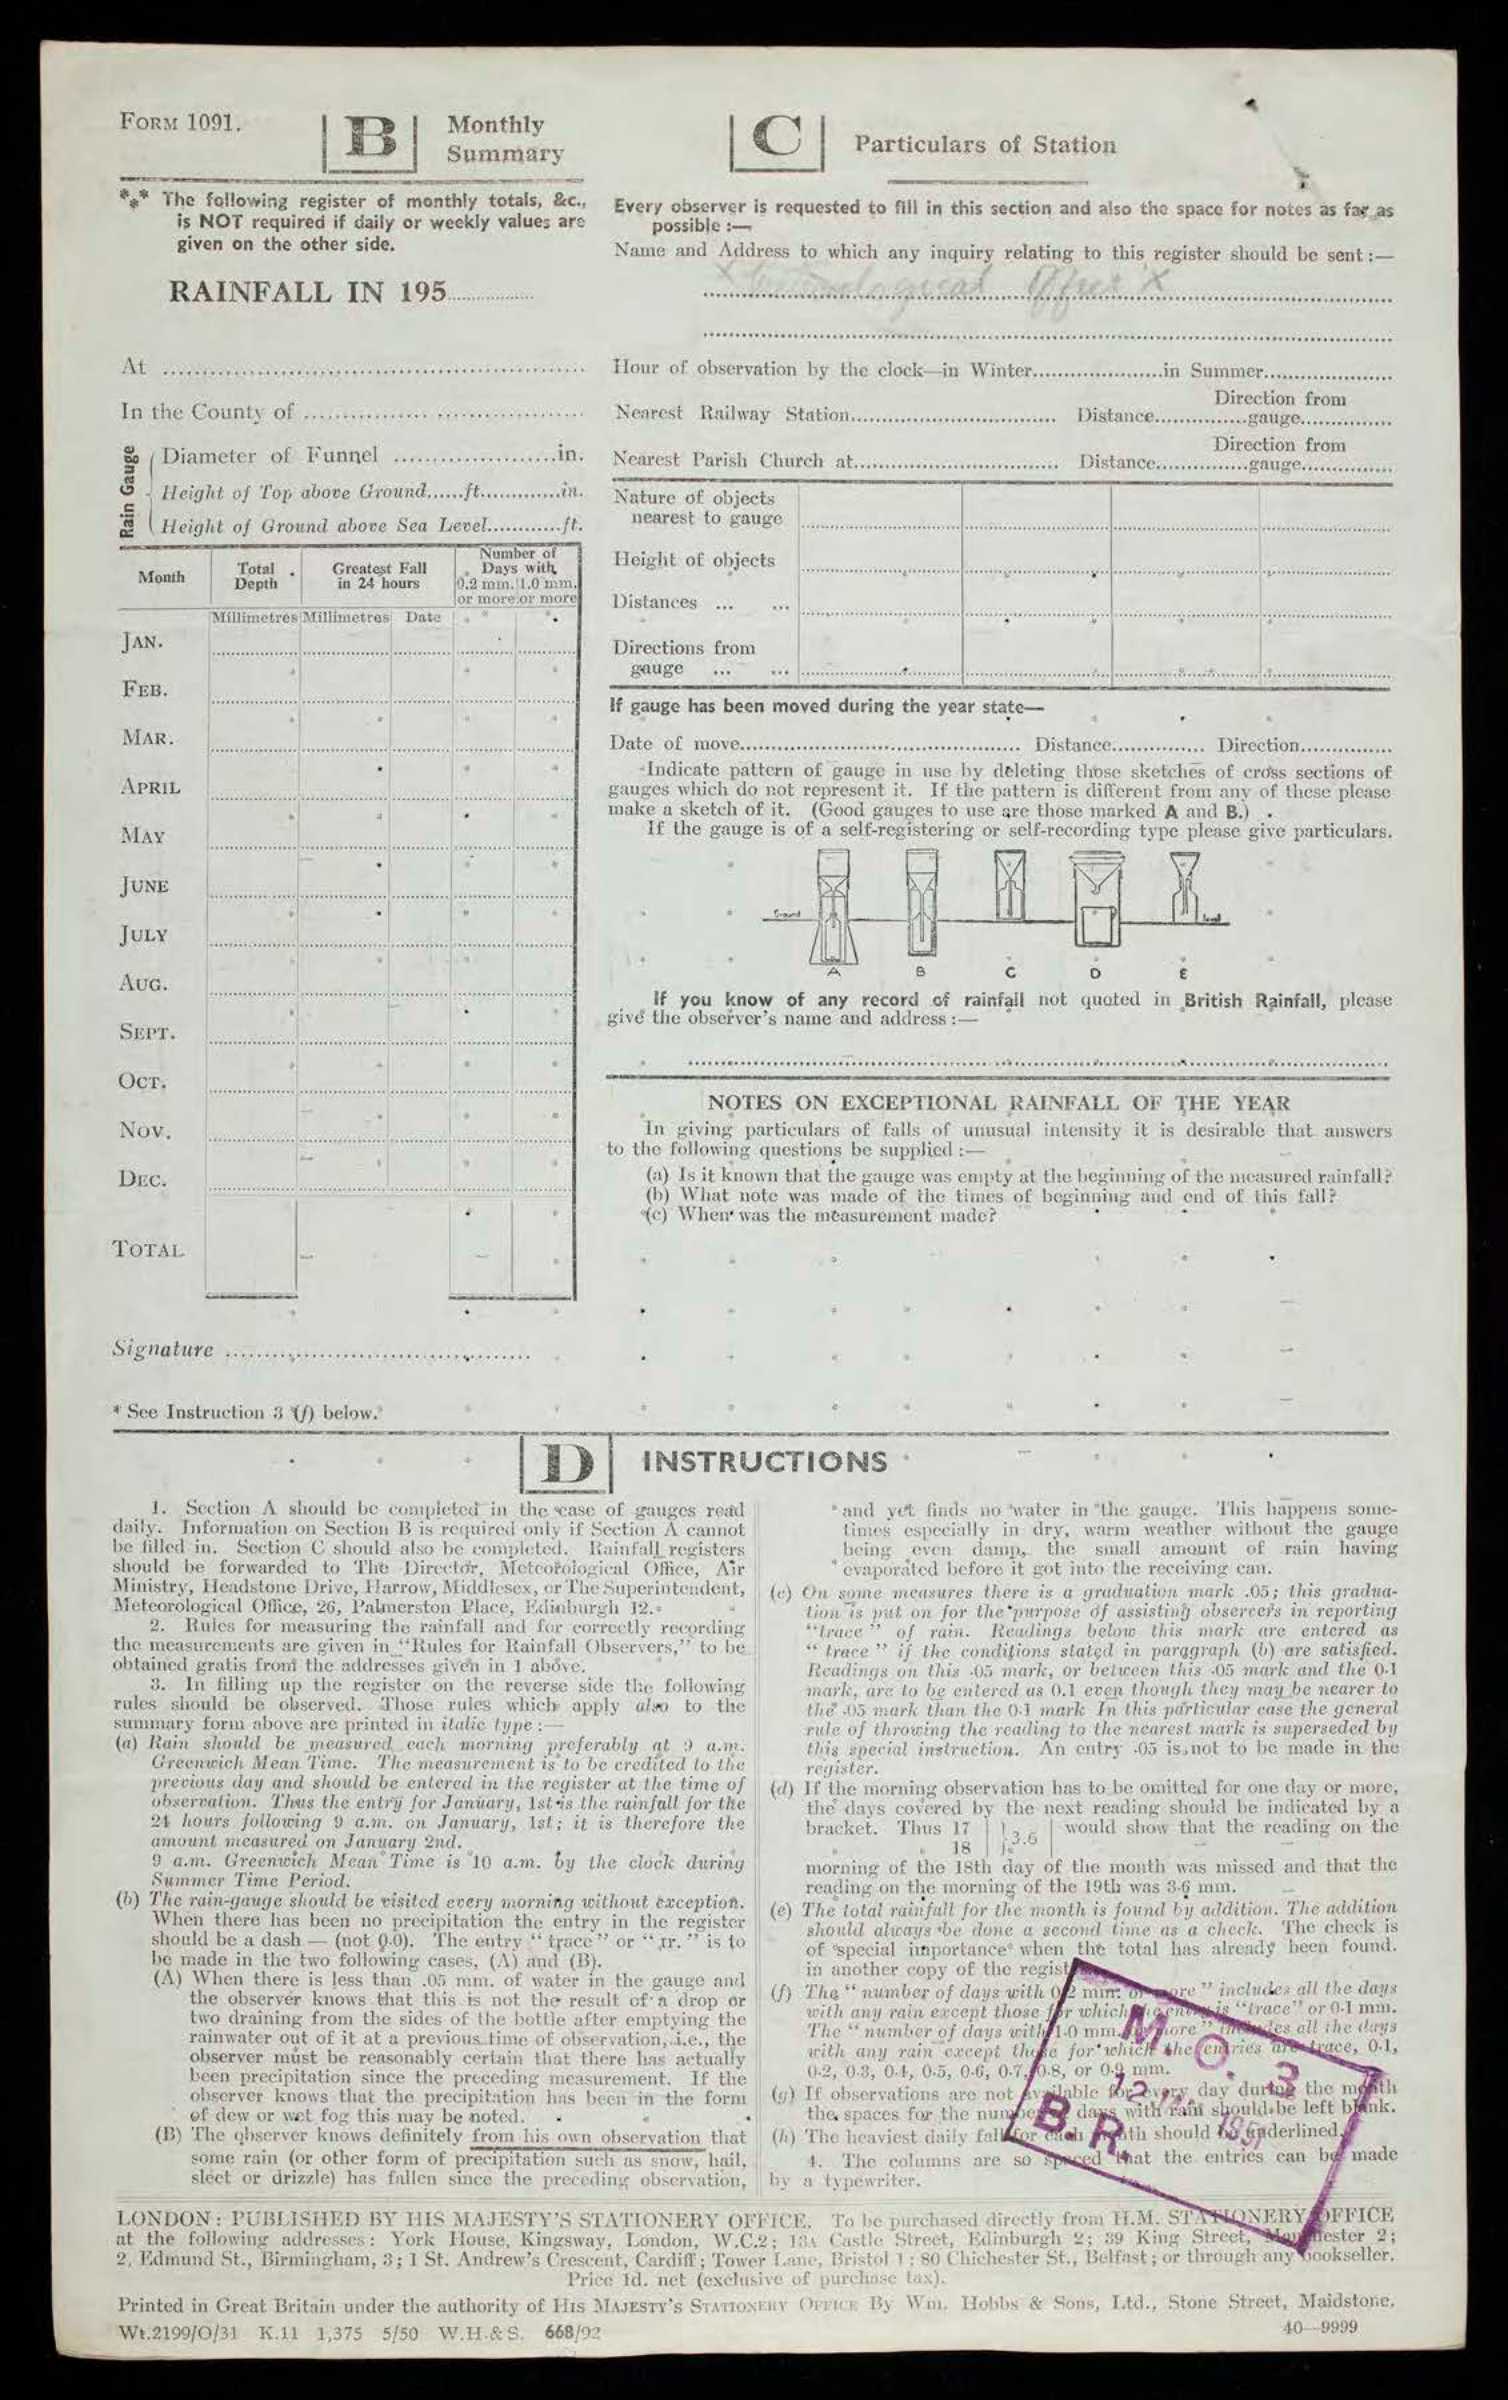 FORM 1091.
B
Monthly
Summary
*** The following register of monthly totals, &c.,
is NOT required if daily or weekly values are
given on the other side.
RAINFALL IN 195
At
In the County of
Rain Gauge
Diameter of Funnel in.
Height of Top above Ground ft. in.
Height of Ground above Sea Level ft.
Month
Total
Depth
Greatest Fall
in 24 hours
Number of
Days with
0.2 mm. 1.0 mm.
or more or more
Millimetres Millimetres Date
JAN.
FEB.
MAR.
APRIL
MAY
JUNE
JULY
AUG.
SEPT.
OCT.
NOV.
DEC.
TOTAL
Signature
* See Instruction 3 (f) below.
C
Particulars of Station
Every observer is requested to fill in this section and also the space for notes as far as
possible :—
Name and Address to which any inquiry relating to this register should be sent :—
x Meteorological Office x
Hour of observation by the clock—in Winter in Summer
Nearest Railway Station Distance Direction from gauge
Nearest Parish Church at Distance Direction from gauge
Nature of objects
nearest to gauge
Height of objects
Distances ... ...
Directions from
gauge ... ...
If gauge has been moved during the year state—
Date of move Distance Direction
Indicate pattern of gauge in use by deleting those sketches of cross sections of
gauges which do not represent it. If the pattern is different from any of these please
make a sketch of it. (Good gauges to use are those marked A and B.)
If the gauge is of a self-registering or self-recording type please give particulars.
Ground level
A B C D E
If you know of any record of rainfall not quoted in British Rainfall, please
give the observer's name and address :—
NOTES ON EXCEPTIONAL RAINFALL OF THE YEAR
In giving particulars of falls of unusual intensity it is desirable that answers
to the following questions be supplied :—
(a) Is it known that the gauge was empty at the beginning of the measured rainfall?
(b) What note was made of the times of beginning and end of this fall?
(c) When was the measurement made?
D
INSTRUCTIONS
1. Section A should be completed in the case of gauges read
daily. Information on Section B is required only if Section A cannot
be filled in. Section C should also be completed. Rainfall registers
should be forwarded to The Director, Meteorological Office, Air
Ministry, Headstone Drive, Harrow, Middlesex, or The Superintendent,
Meteorological Office, 26, Palmerston Place, Edinburgh 12.
2. Rules for measuring the rainfall and for correctly recording
the measurements are given in "Rules for Rainfall Observers," to be
obtained gratis from the addresses given in 1 above.
3. In filling up the register on the reverse side the following
rules should be observed. Those rules which apply also to the
summary form above are printed in italic type :—
(a) Rain should be measured each morning preferably at 9 a.m.
Greenwich Mean Time. The measurement is to be credited to the
previous day and should be entered in the register at the time of
observation. Thus the entry for January, 1st is the rainfall for the
24 hours following 9 a.m. on January, 1st; it is therefore the
amount measured on January 2nd.
9 a.m. Greenwich Mean Time is 10 a.m. by the clock during
Summer Time Period.
(b) The rain-gauge should be visited every morning without exception.
When there has been no precipitation the entry in the register
should be a dash — (not 0.0). The entry "trace" or "tr." is to
be made in the two following cases, (A) and (B).
(A) When there is less than .05 mm. of water in the gauge and
the observer knows that this is not the result of a drop or
two draining from the sides of the bottle after emptying the
rainwater out of it at a previous time of observation, i.e., the
observer must be reasonably certain that there has actually
been precipitation since the preceding measurement. If the
observer knows that the precipitation has been in the form
of dew or wet fog this may be noted.
(B) The observer knows definitely from his own observation that
some rain (or other form of precipitation such as snow, hail,
sleet or drizzle) has fallen since the preceding observation,
and yet finds no water in the gauge. This happens some-
times especially in dry, warm weather without the gauge
being even damp, the small amount of rain having
evaporated before it got into the receiving can.
(c) On some measures there is a graduation mark .05; this gradua-
tion is put on for the purpose of assisting observers in reporting
"trace" of rain. Readings below this mark are entered as
"trace" if the conditions stated in paragraph (b) are satisfied.
Readings on this .05 mark, or between this .05 mark and the 0.1
mark, are to be entered as 0.1 even though they may be nearer to
the .05 mark than the 0.1 mark In this particular case the general
rule of throwing the reading to the nearest mark is superseded by
this special instruction. An entry .05 is not to be made in the
register.
(d) If the morning observation has to be omitted for one day or more,
the days covered by the next reading should be indicated by a
bracket. Thus 17 18 } 3.6 would show that the reading on the
morning of the 18th day of the month was missed and that the
reading on the morning of the 19th was 3.6 mm.
(e) The total rainfall for the month is found by addition. The addition
should always be done a second time as a check. The check is
of special importance when the total has already been found
in another copy of the register.
(f) The "number of days with 0.2 mm. or more" includes all the days
with any rain except those for which the entry is "trace" or 0.1 mm.
The "number of days with 1.0 mm. or more" includes all the days
with any rain except those for which the entries are trace, 0.1,
0.2, 0.3, 0.4, 0.5, 0.6, 0.7, 0.8, or 0.9 mm.
(g) If observations are not available for every day during the month
the spaces for the number of days with rain should be left blank.
(h) The heaviest daily fall for each month should be underlined.
4. The columns are so spaced that the entries can be made
by a typewriter.
M.O. 3
B.R.
LONDON: PUBLISHED BY HIS MAJESTY'S STATIONERY OFFICE. To be purchased directly from H.M. STATIONERY OFFICE
at the following addresses: York House, Kingsway, London, W.C.2; 13A Castle Street, Edinburgh 2; 39 King Street, Manchester 2;
2, Edmund St., Birmingham, 3; 1 St. Andrew's Crescent, Cardiff; Tower Lane, Bristol 1; 80 Chichester St., Belfast; or through any bookseller.
Price 1d. net (exclusive of purchase tax).
Printed in Great Britain under the authority of HIS MAJESTY'S STATIONERY OFFICE By Wm. Hobbs & Sons, Ltd., Stone Street, Maidstone.
Wt.2199/O/31 K.11 1,375 5/50 W.H.&S. 668/92
40—9999